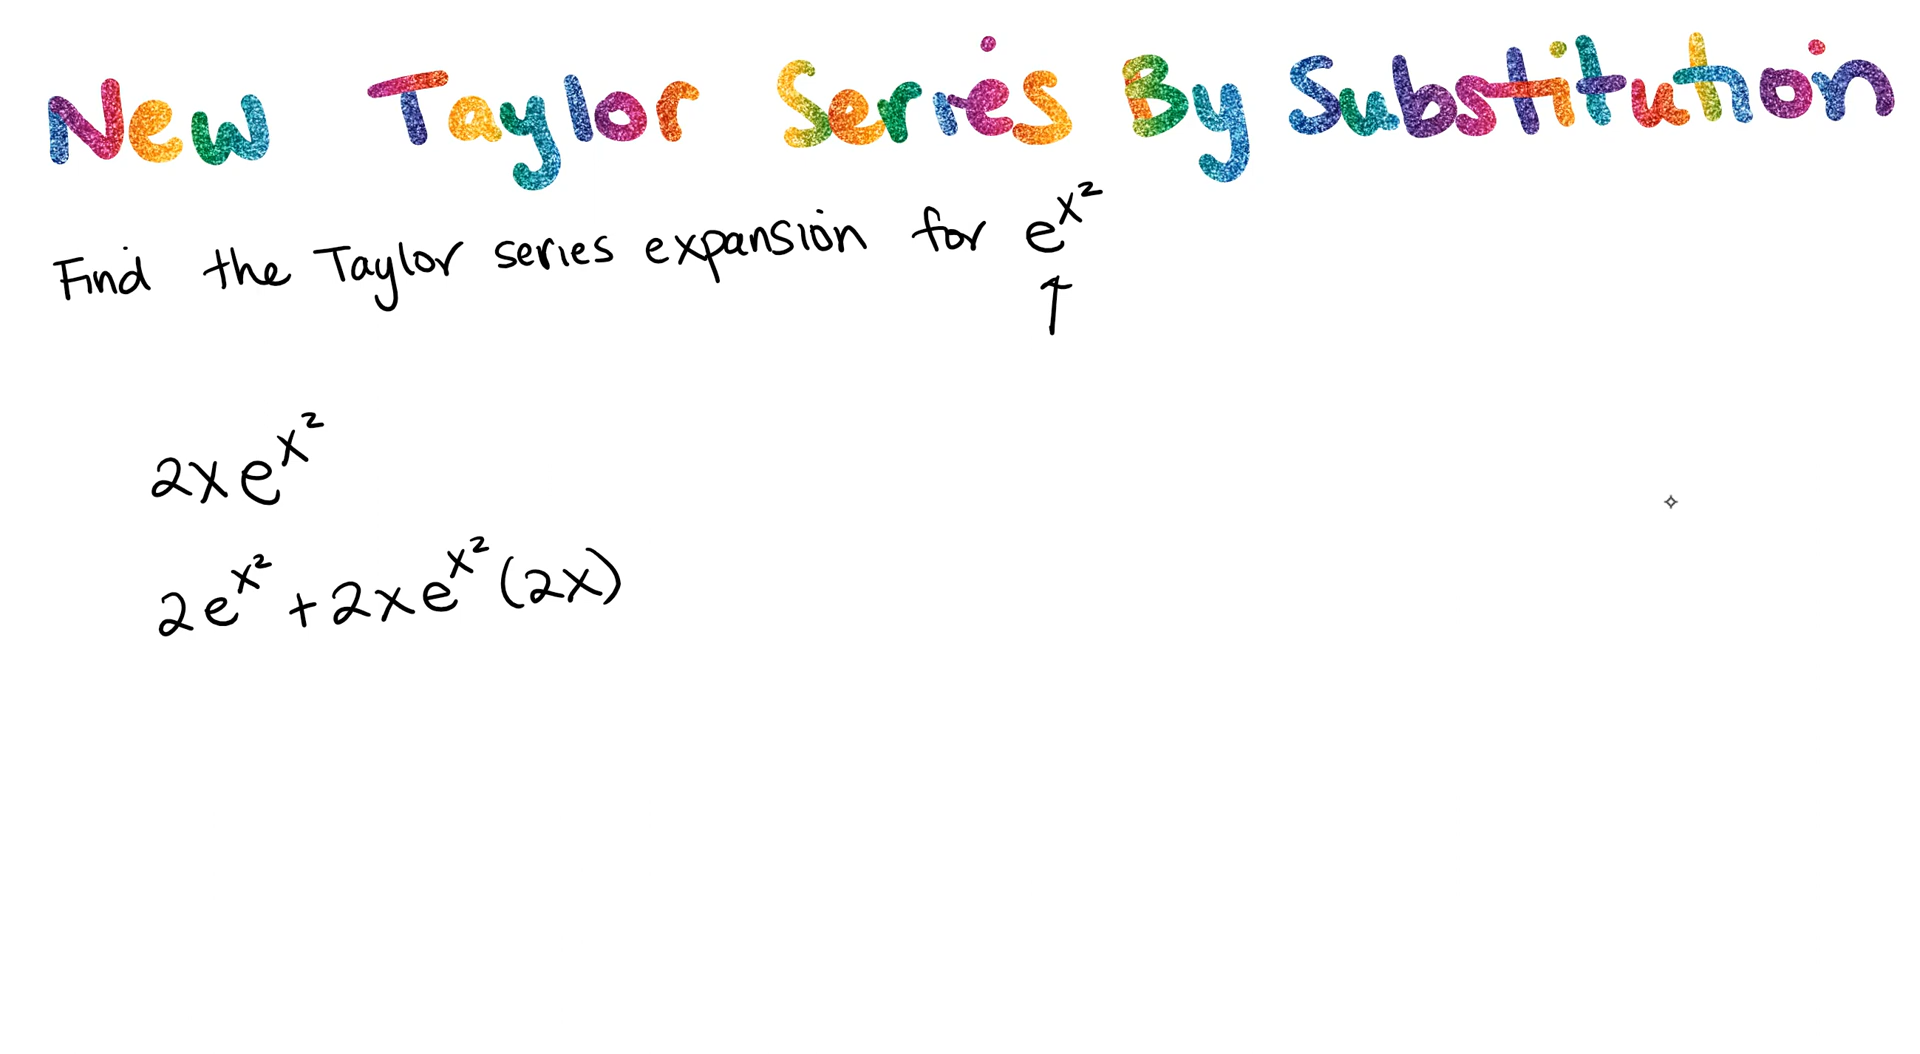 New Taylor Series By Substitution
Find the Taylor series expansion for e^{x^2}
↑
2xe^{x^2}
2e^{x^2} + 2xe^{x^2}(2x)